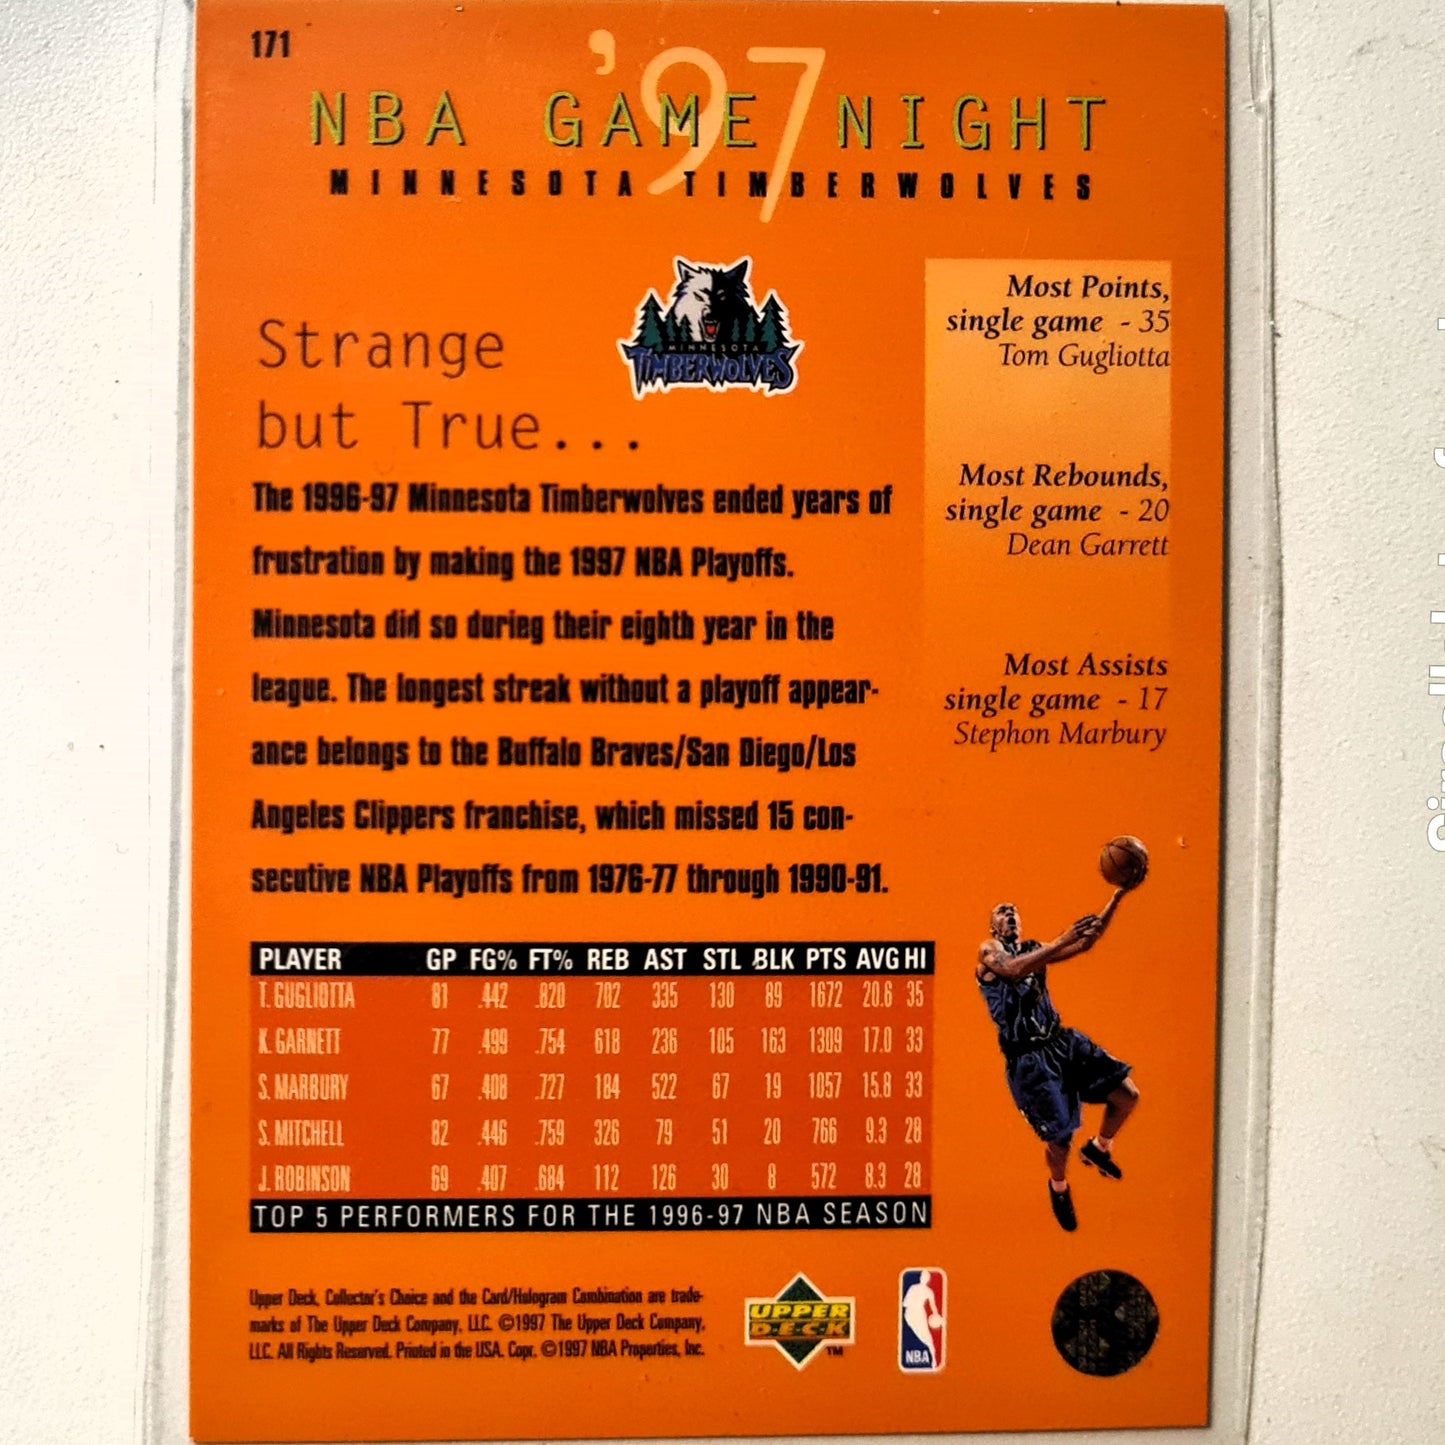 171
'97
NBA GAME NIGHT
MINNESOTA TIMBERWOLVES
MINNESOTA
TIMBERWOLVES
Strange
but True...
The 1996-97 Minnesota Timberwolves ended years of
frustration by making the 1997 NBA Playoffs.
Minnesota did so during their eighth year in the
league. The longest streak without a playoff appear-
ance belongs to the Buffalo Braves/San Diego/Los
Angeles Clippers franchise, which missed 15 con-
secutive NBA Playoffs from 1976-77 through 1990-91.
Most Points,
single game - 35
Tom Gugliotta
Most Rebounds,
single game - 20
Dean Garrett
Most Assists
single game - 17
Stephon Marbury
PLAYER GP FG% FT% REB AST STL BLK PTS AVG HI
T. GUGLIOTTA 81 .442 .820 702 335 130 89 1672 20.6 35
K. GARNETT 77 .499 .754 618 236 105 163 1309 17.0 33
S. MARBURY 67 .408 .727 184 522 67 19 1057 15.8 33
S. MITCHELL 82 .446 .759 326 79 51 20 766 9.3 28
J. ROBINSON 69 .407 .684 112 126 30 8 572 8.3 28
TOP 5 PERFORMERS FOR THE 1996-97 NBA SEASON
Upper Deck, Collector's Choice and the Card/Hologram Combination are trade-
marks of The Upper Deck Company, LLC. ©1997 The Upper Deck Company,
LLC. All Rights Reserved. Printed in the USA. Copr. ©1997 NBA Properties, Inc.
UPPER
DECK
TM
NBA